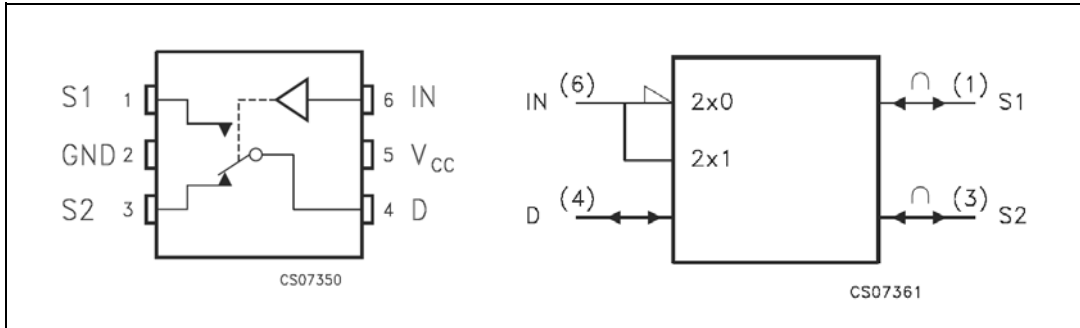 S1 1
6 IN
GND 2
5 VCC
S2 3
4 D
CS07350
IN (6)
2x0
(1) S1
2x1
D (4)
(3) S2
CS07361